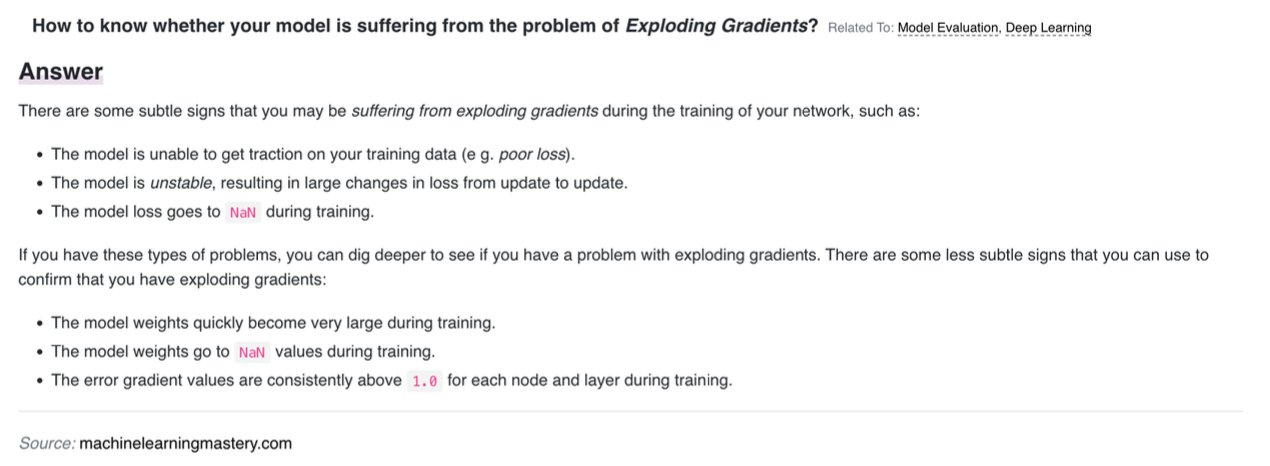 How to know whether your model is suffering from the problem of Exploding Gradients? Related To: Model Evaluation, Deep Learning
Answer
There are some subtle signs that you may be suffering from exploding gradients during the training of your network, such as:
• The model is unable to get traction on your training data (e g. poor loss).
• The model is unstable, resulting in large changes in loss from update to update.
• The model loss goes to NaN during training.
If you have these types of problems, you can dig deeper to see if you have a problem with exploding gradients. There are some less subtle signs that you can use to
confirm that you have exploding gradients:
• The model weights quickly become very large during training.
• The model weights go to NaN values during training.
• The error gradient values are consistently above 1.0 for each node and layer during training.
Source: machinelearningmastery.com